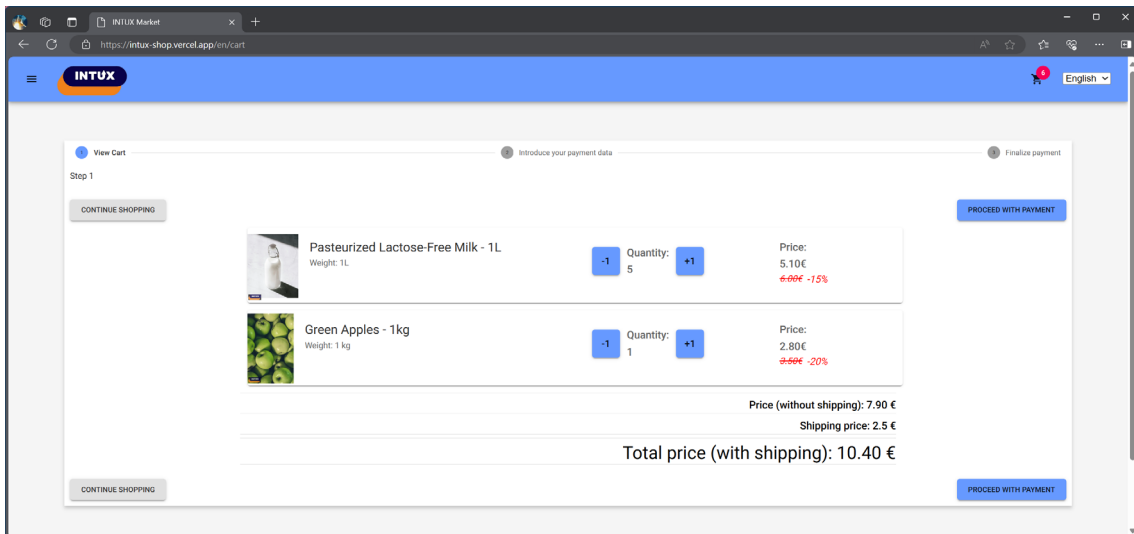 INTUX Market
https://intux-shop.vercel.app/en/cart
INTUX
6
English
1 View Cart
2 Introduce your payment data
3 Finalize payment
Step 1
CONTINUE SHOPPING
PROCEED WITH PAYMENT
Pasteurized Lactose-Free Milk - 1L
Weight: 1L
-1
Quantity:
5
+1
Price:
5.10€
6.00€ -15%
Green Apples - 1kg
Weight: 1 kg
-1
Quantity:
1
+1
Price:
2.80€
3.50€ -20%
Price (without shipping): 7.90 €
Shipping price: 2.5 €
Total price (with shipping): 10.40 €
CONTINUE SHOPPING
PROCEED WITH PAYMENT